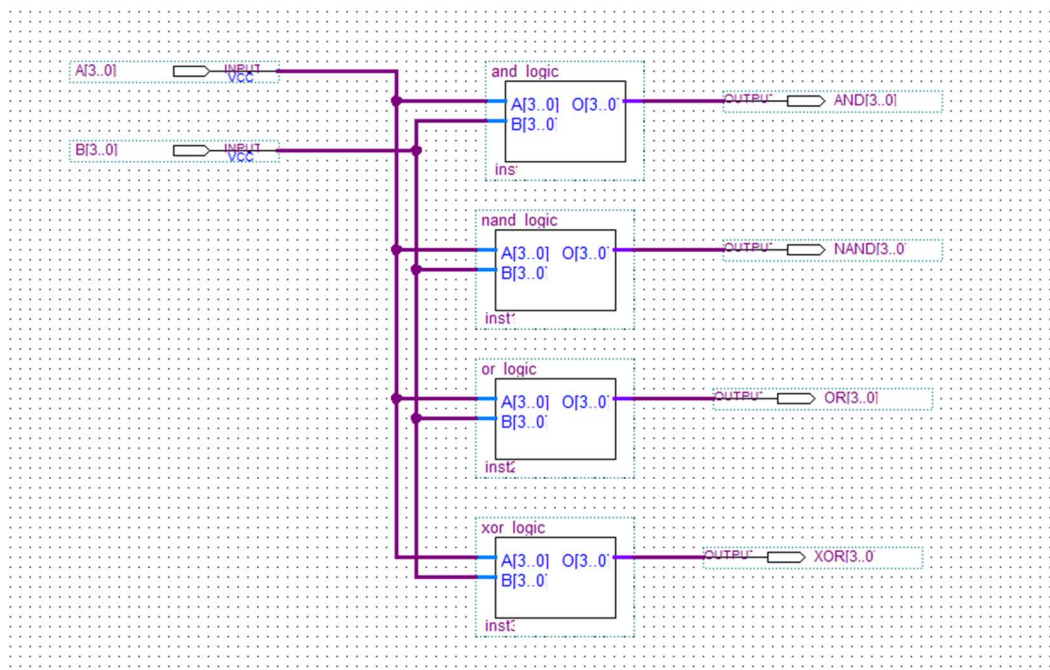 A[3..0]
INPUT
VCC
B[3..0]
INPUT
VCC
and_logic
A[3..0] O[3..0]
B[3..0]
inst
OUTPUT
AND[3..0]
nand_logic
A[3..0] O[3..0]
B[3..0]
inst1
OUTPUT
NAND[3..0]
or_logic
A[3..0] O[3..0]
B[3..0]
inst2
OUTPUT
OR[3..0]
xor_logic
A[3..0] O[3..0]
B[3..0]
inst3
OUTPUT
XOR[3..0]